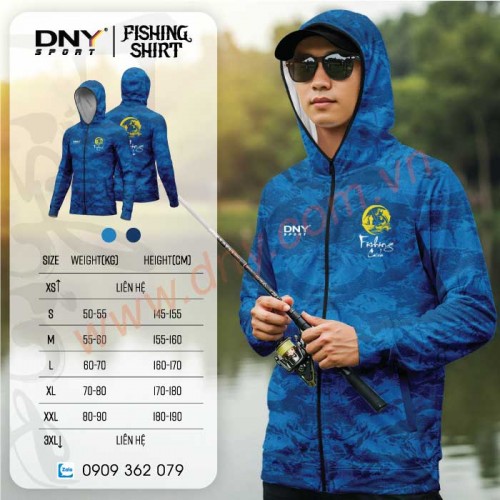 DNY
SPORT
FISHING
SHIRT
SIZE WEIGHT(KG) HEIGHT(CM)
XS↑ LIÊN HỆ
S 50-55 145-155
M 55-60 155-160
L 60-70 160-170
XL 70-80 170-180
XXL 80-90 180-190
3XL↓ LIÊN HỆ
Zalo 0909 362 079
DNY
SPORT
Fishing
www.dny.com.vn